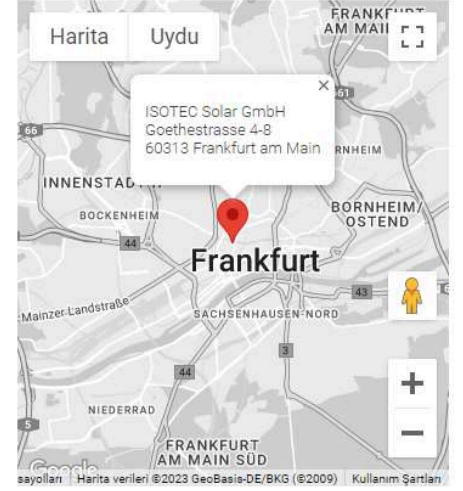 FRANKFURT
AM MAIN
Harita
Uydu
ISOTEC Solar GmbH
Goethestrasse 4-8
60313 Frankfurt am Main
61
66
INNENSTADT
BOCKENHEIM
BORNHEIM/
OSTEND
44
Frankfurt
43
Mainzer Landstraße
SACHSENHAUSEN-NORD
3
44
NIEDERRAD
5
FRANKFURT
AM MAIN SÜD
Google
Harita verileri ©2023 GeoBasis-DE/BKG (©2009)
Kullanım Şartları